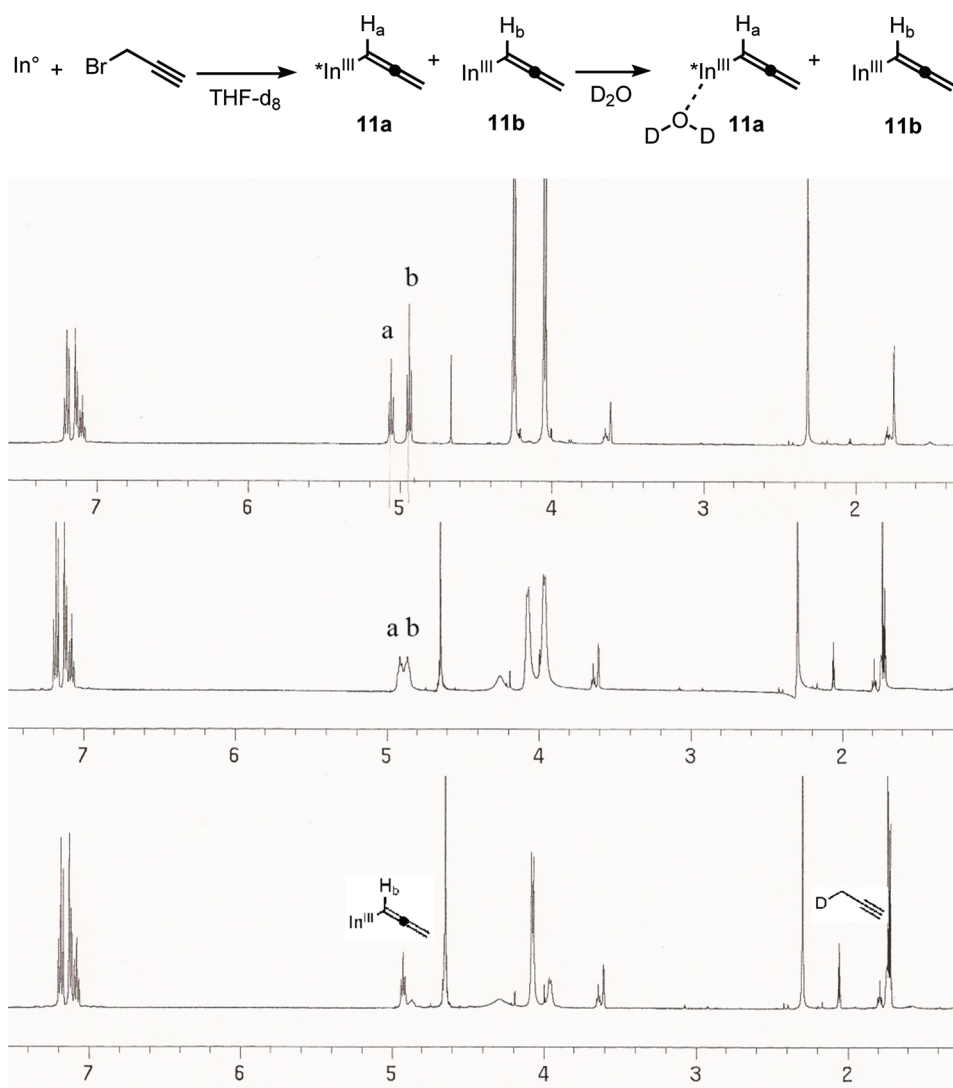 In° + Br THF-d8 *InIII Ha 11a + InIII Hb 11b D2O *InIII Ha D O D 11a + InIII Hb 11b
b
a
7 6 5 4 3 2
a b
7 6 5 4 3 2
Hb
InIII
D
7 6 5 4 3 2